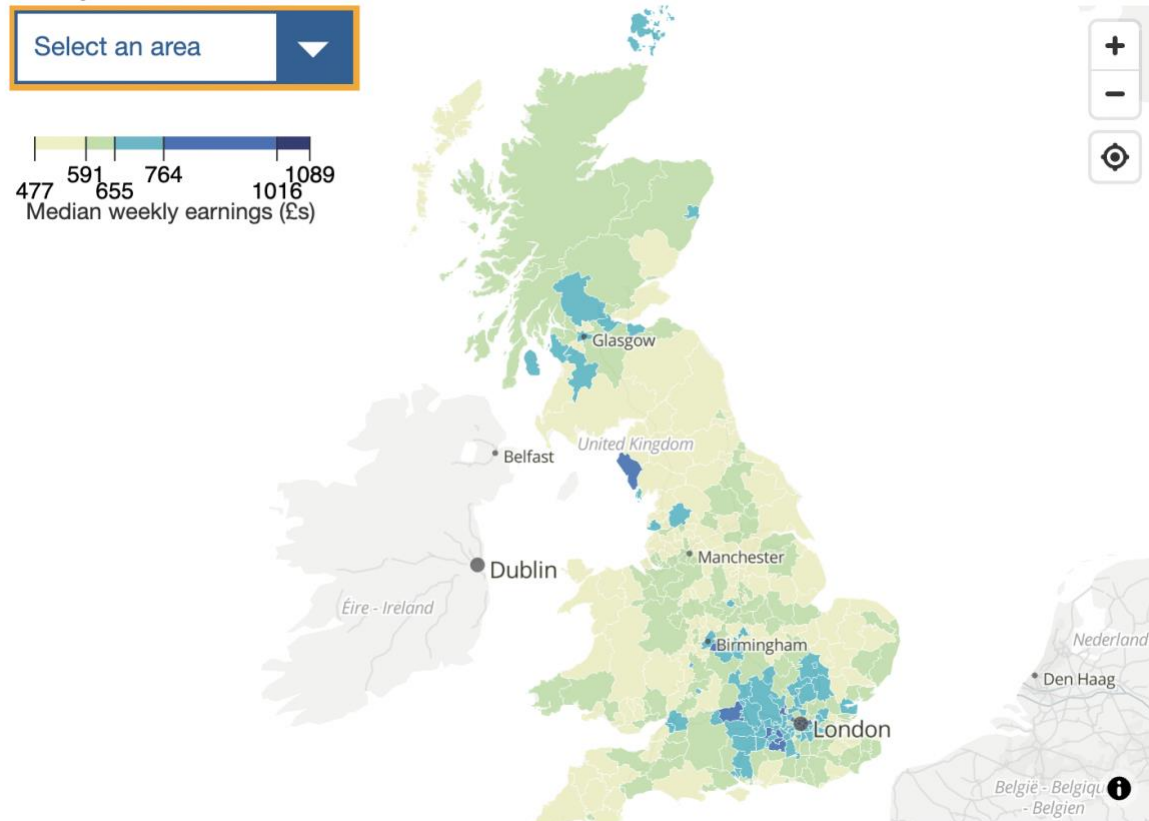 Select an area
477 591 655 764 1016 1089
Median weekly earnings (£s)
+
−
Glasgow
United Kingdom
Belfast
Manchester
Dublin
Éire - Ireland
Birmingham
Nederland
Den Haag
London
België - Belgiqu
- Belgien
i